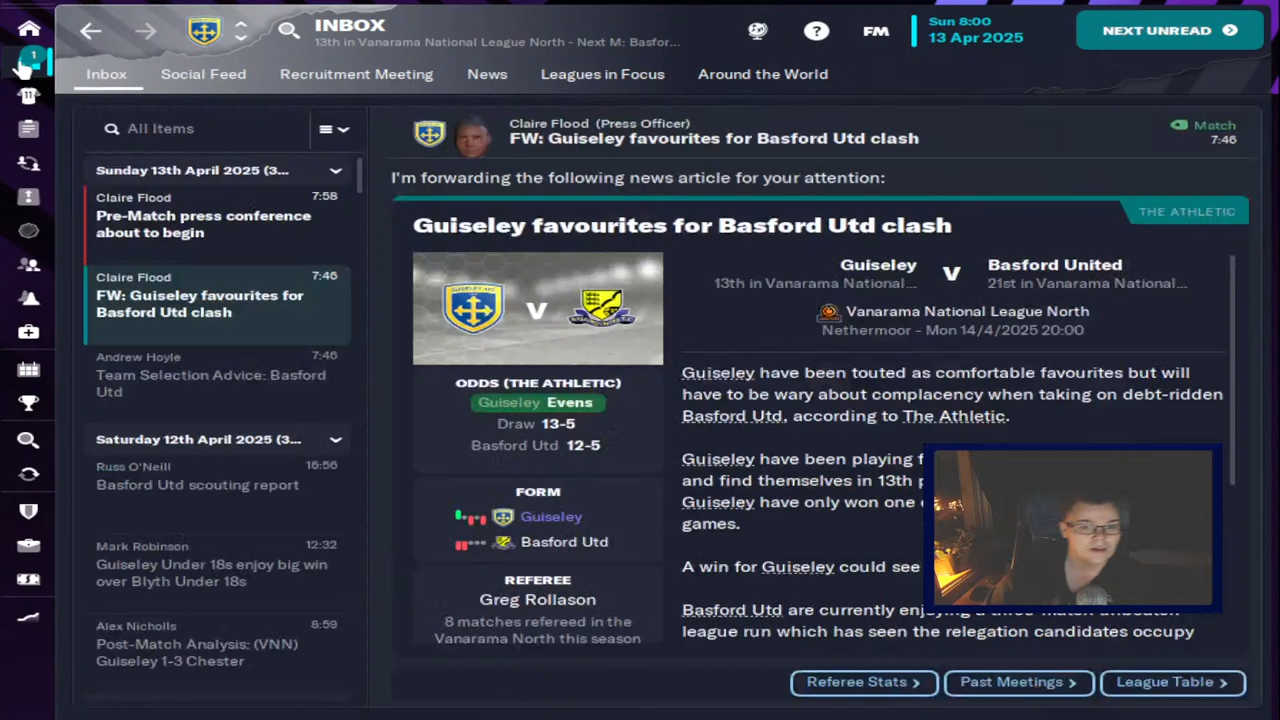 INBOX
13th in Vanarama National League North - Next M: Basfor...
FM
Sun 8:00
13 Apr 2025
NEXT UNREAD
1
11
Inbox
Social Feed
Recruitment Meeting
News
Leagues in Focus
Around the World
All Items
Sunday 13th April 2025 (3...
Claire Flood
7:58
Pre-Match press conference
about to begin
Claire Flood
7:46
FW: Guiseley favourites for
Basford Utd clash
Andrew Hoyle
7:46
Team Selection Advice: Basford
Utd
Saturday 12th April 2025 (3...
Russ O'Neill
16:56
Basford Utd scouting report
Mark Robinson
12:32
Guiseley Under 18s enjoy big win
over Blyth Under 18s
Alex Nicholls
8:59
Post-Match Analysis: (VNN)
Guiseley 1-3 Chester
Claire Flood (Press Officer)
FW: Guiseley favourites for Basford Utd clash
Match
7:46
I'm forwarding the following news article for your attention:
THE ATHLETIC
Guiseley favourites for Basford Utd clash
V
ODDS (THE ATHLETIC)
Guiseley Evens
Draw 13-5
Basford Utd 12-5
FORM
Guiseley
Basford Utd
REFEREE
Greg Rollason
8 matches refereed in the
Vanarama North this season
Guiseley
V
Basford United
13th in Vanarama National...
21st in Vanarama National...
Vanarama National League North
Nethermoor - Mon 14/4/2025 20:00
Guiseley have been touted as comfortable favourites but will
have to be wary about complacency when taking on debt-ridden
Basford Utd, according to The Athletic.
Guiseley have been playing
and find themselves in 13th
Guiseley have only won one
games.
A win for Guiseley could see
Basford Utd are currently enjoying a three-match unbeaten
league run which has seen the relegation candidates occupy
Referee Stats >
Past Meetings >
League Table >